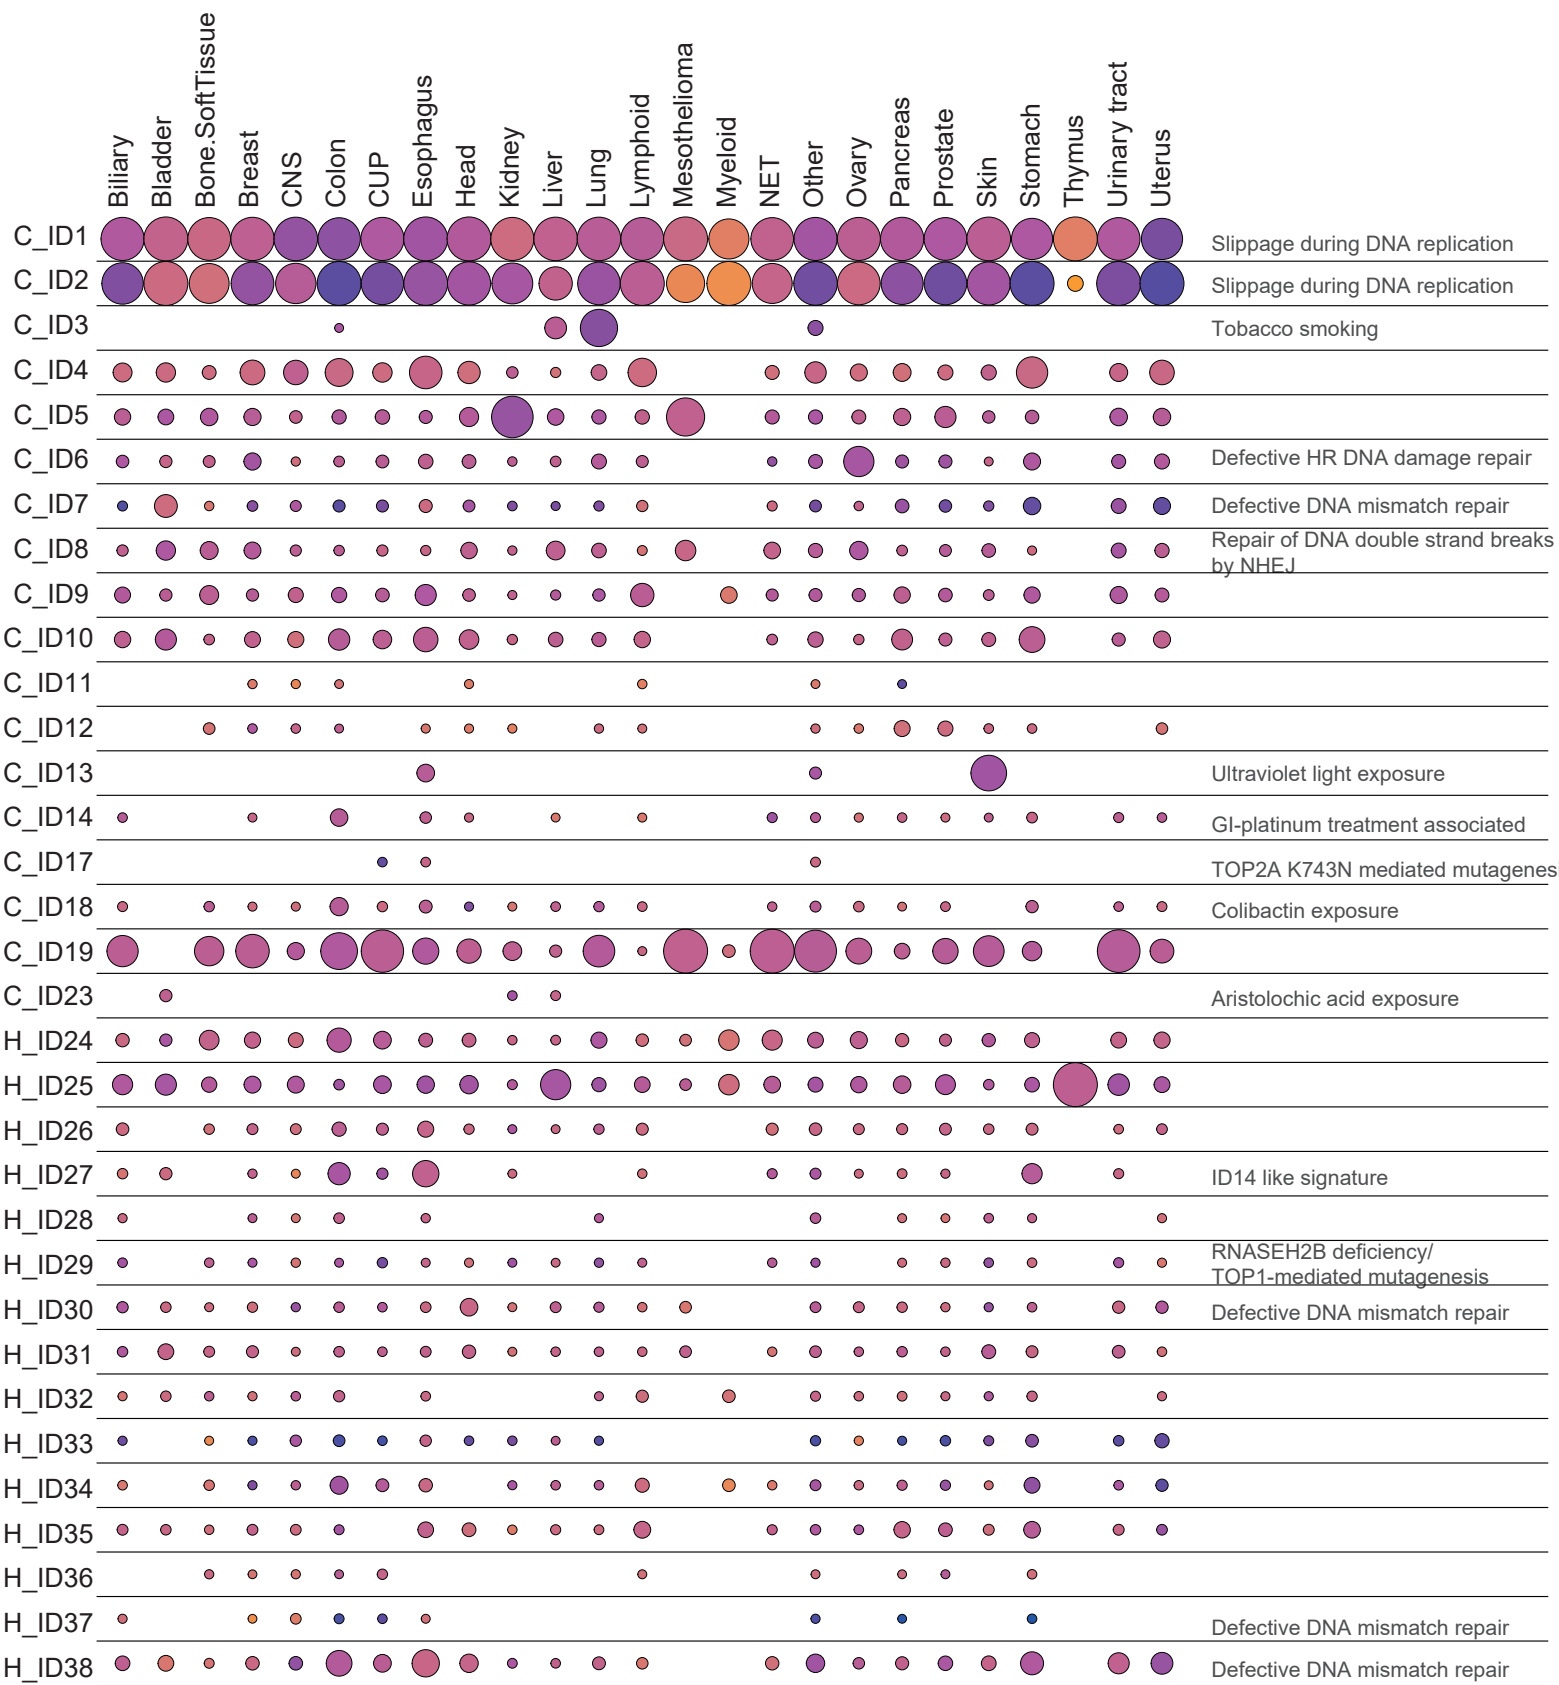 Biliary
Bladder
Bone.SoftTissue
Breast
CNS
Colon
CUP
Esophagus
Head
Kidney
Liver
Lung
Lymphoid
Mesothelioma
Myeloid
NET
Other
Ovary
Pancreas
Prostate
Skin
Stomach
Thymus
Urinary tract
Uterus
C_ID1 Slippage during DNA replication
C_ID2 Slippage during DNA replication
C_ID3 Tobacco smoking
C_ID4
C_ID5
C_ID6 Defective HR DNA damage repair
C_ID7 Defective DNA mismatch repair
C_ID8 Repair of DNA double strand breaks
by NHEJ
C_ID9
C_ID10
C_ID11
C_ID12
C_ID13 Ultraviolet light exposure
C_ID14 GI-platinum treatment associated
C_ID17 TOP2A K743N mediated mutagenes
C_ID18 Colibactin exposure
C_ID19
C_ID23 Aristolochic acid exposure
H_ID24
H_ID25
H_ID26
H_ID27 ID14 like signature
H_ID28
H_ID29 RNASEH2B deficiency/
TOP1-mediated mutagenesis
H_ID30 Defective DNA mismatch repair
H_ID31
H_ID32
H_ID33
H_ID34
H_ID35
H_ID36
H_ID37 Defective DNA mismatch repair
H_ID38 Defective DNA mismatch repair